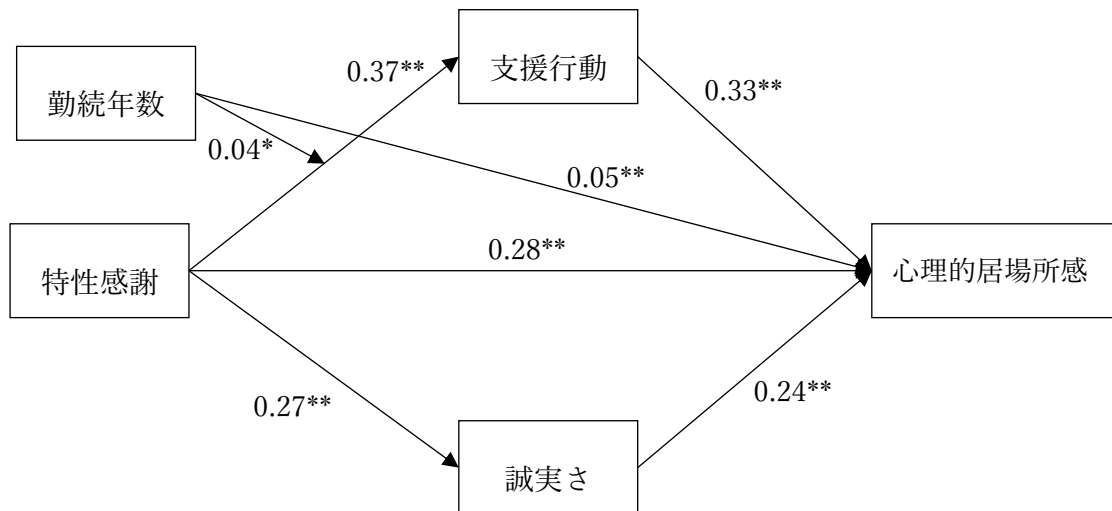 支援行動
0.37**
勤続年数
0.33**
0.04*
0.05**
0.28**
特性感謝
心理的居場所感
0.27**
0.24**
誠実さ